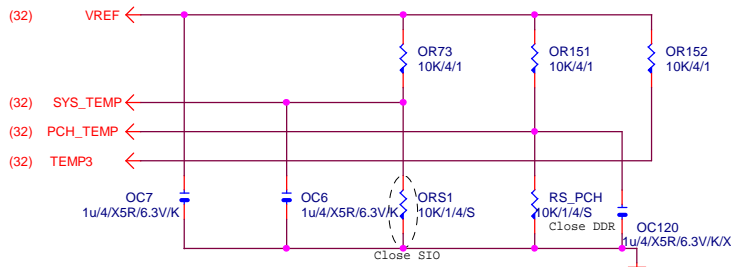 (32) VREF
OR73
10K/4/1
OR151
10K/4/1
OR152
10K/4/1
(32) SYS_TEMP
(32) PCH_TEMP
(32) TEMP3
OC7
1u/4/X5R/6.3V/K
OC6
1u/4/X5R/6.3V/K
ORS1
10K/1/4/S
Close SIO
RS_PCH
10K/1/4/S
Close DDR
OC120
1u/4/X5R/6.3V/K/X